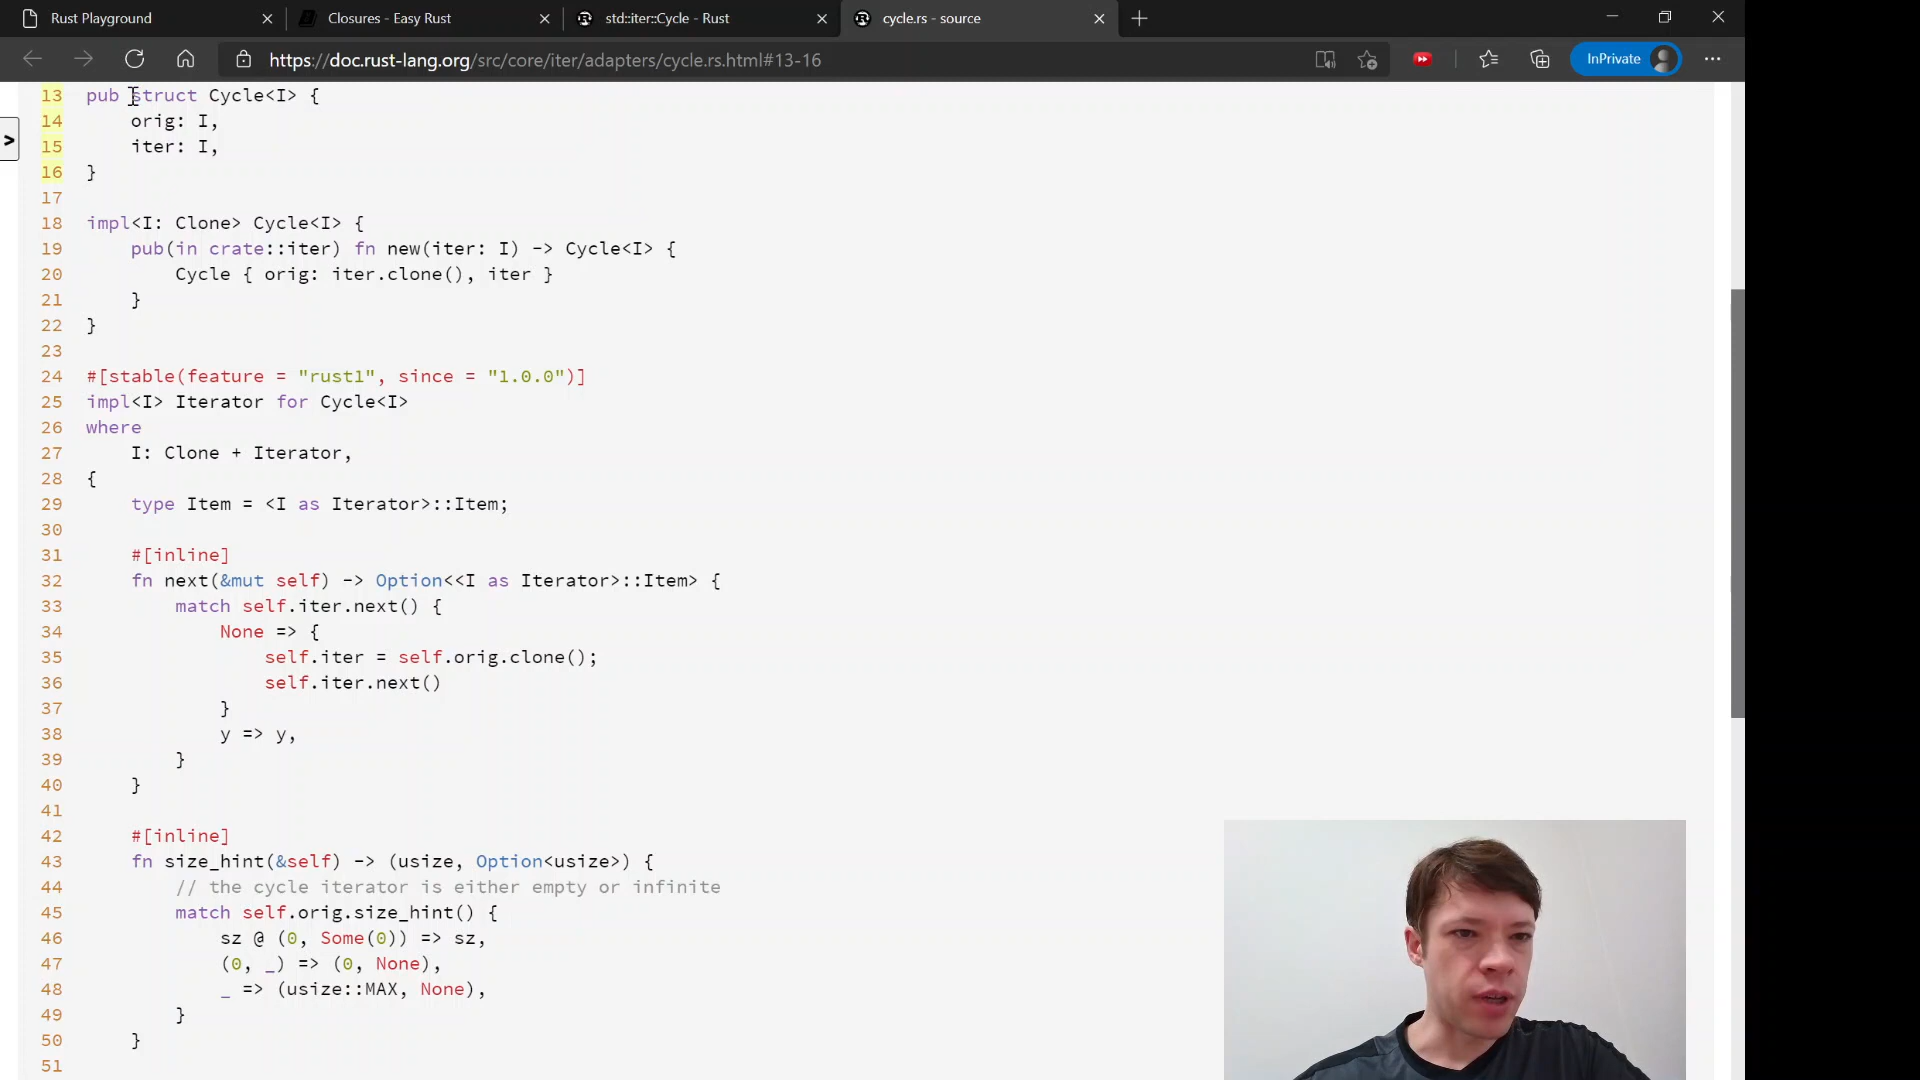 Rust Playground
Closures - Easy Rust
std::iter::Cycle - Rust
cycle.rs - source
https://doc.rust-lang.org/src/core/iter/adapters/cycle.rs.html#13-16
InPrivate
>
13 pub struct Cycle<I> {
14     orig: I,
15     iter: I,
16 }
17
18 impl<I: Clone> Cycle<I> {
19     pub(in crate::iter) fn new(iter: I) -> Cycle<I> {
20         Cycle { orig: iter.clone(), iter }
21     }
22 }
23
24 #[stable(feature = "rust1", since = "1.0.0")]
25 impl<I> Iterator for Cycle<I>
26 where
27     I: Clone + Iterator,
28 {
29     type Item = <I as Iterator>::Item;
30
31     #[inline]
32     fn next(&mut self) -> Option<<I as Iterator>::Item> {
33         match self.iter.next() {
34             None => {
35                 self.iter = self.orig.clone();
36                 self.iter.next()
37             }
38             y => y,
39         }
40     }
41
42     #[inline]
43     fn size_hint(&self) -> (usize, Option<usize>) {
44         // the cycle iterator is either empty or infinite
45         match self.orig.size_hint() {
46             sz @ (0, Some(0)) => sz,
47             (0, _) => (0, None),
48             _ => (usize::MAX, None),
49         }
50     }
51